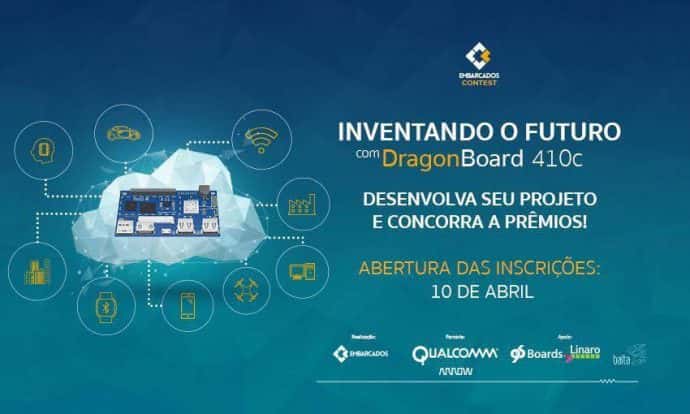 EMBARCADOS
CONTEST
INVENTANDO O FUTURO
com DragonBoard 410c
DESENVOLVA SEU PROJETO
E CONCORRA A PRÊMIOS!
ABERTURA DAS INSCRIÇÕES:
10 DE ABRIL
Realização: Parceria: Apoio:
EMBARCADOS QUALCOMM 96Boards Linaro balta
ARROW